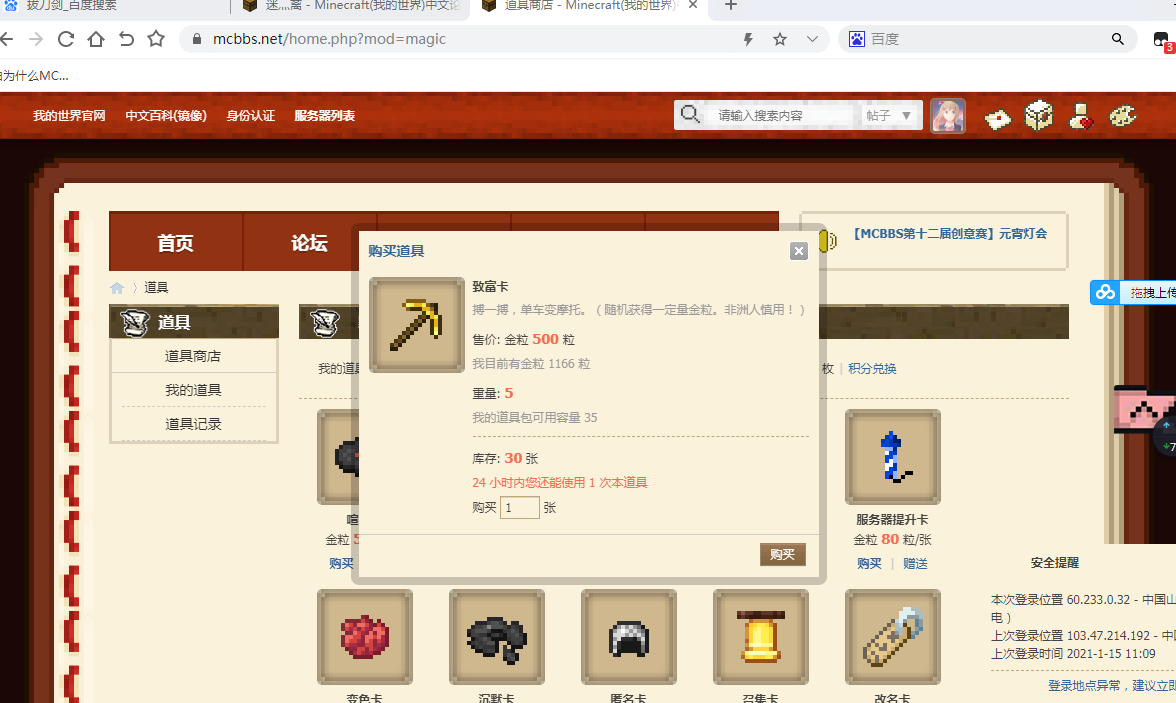 拔刀剑_百度搜索
迷灬离 - Minecraft(我的世界)中文论
道具商店 - Minecraft(我的世界)
mcbbs.net/home.php?mod=magic
百度
3
为什么MC...
我的世界官网 中文百科(镜像) 身份认证 服务器列表
请输入搜索内容 帖子 ▼
首页
论坛
【MCBBS第十二届创意赛】元宵灯会
道具
道具
道具商店
我的道具
道具记录
购买道具
致富卡
搏一搏，单车变摩托。（ 随机获得一定量金粒。非洲人慎用！ ）
售价: 金粒 500 粒
我目前有金粒 1166 粒
重量: 5
我的道具包可用容量 35
库存: 30 张
24 小时内您还能使用 1 次本道具
购买 1 张
购买
我的道
枚 | 积分兑换
拖拽上传
7
金粒 5
购买
服务器提升卡
金粒 80 粒/张
购买 | 赠送
变色卡
沉默卡
匿名卡
召集卡
改名卡
安全提醒
本次登录位置 60.233.0.32 - 中国山
电 )
上次登录位置 103.47.214.192 - 中
上次登录时间 2021-1-15 11:09
登录地点异常，建议立